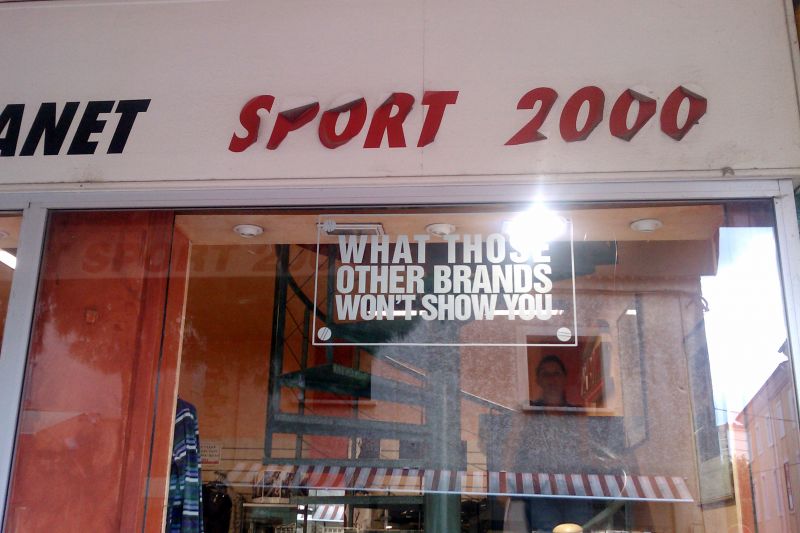 ANET SPORT 2000
WHAT THOSE
OTHER BRANDS
WON'T SHOW YOU